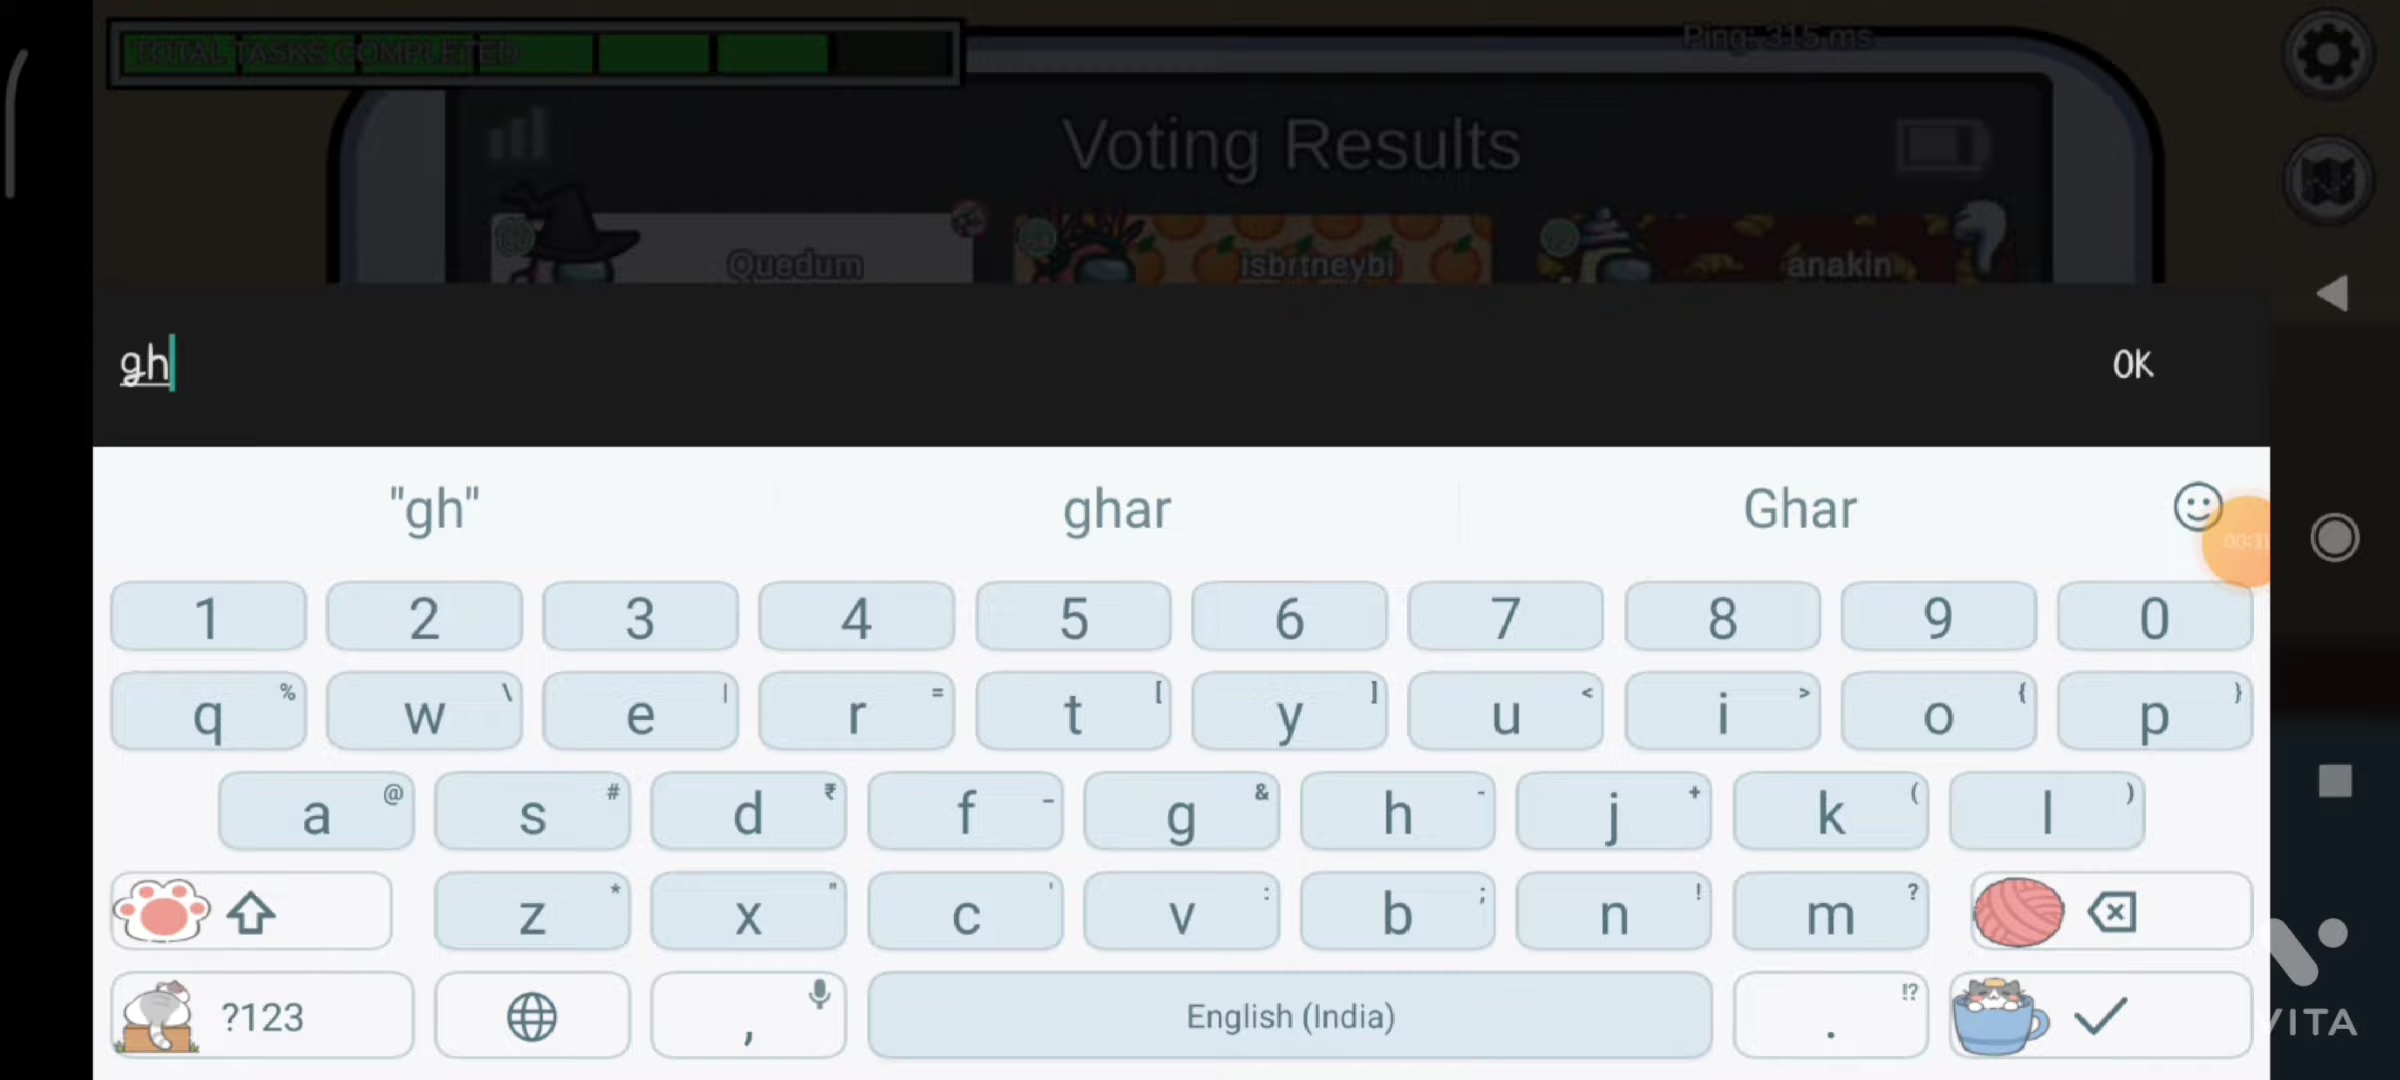 TOTAL TASKS COMPLETED
Ping: 315 ms
Voting Results
Quedum
isbrtneybi
anakin
gh
OK
"gh" ghar Ghar
1 2 3 4 5 6 7 8 9 0
q % w \ e | r = t [ y ] u < i > o { p }
a @ s # d ₹ f _ g & h - j + k ( l )
z * x " c ' v : b ; n ! m ?
?123 , English (India) . !?
VITA